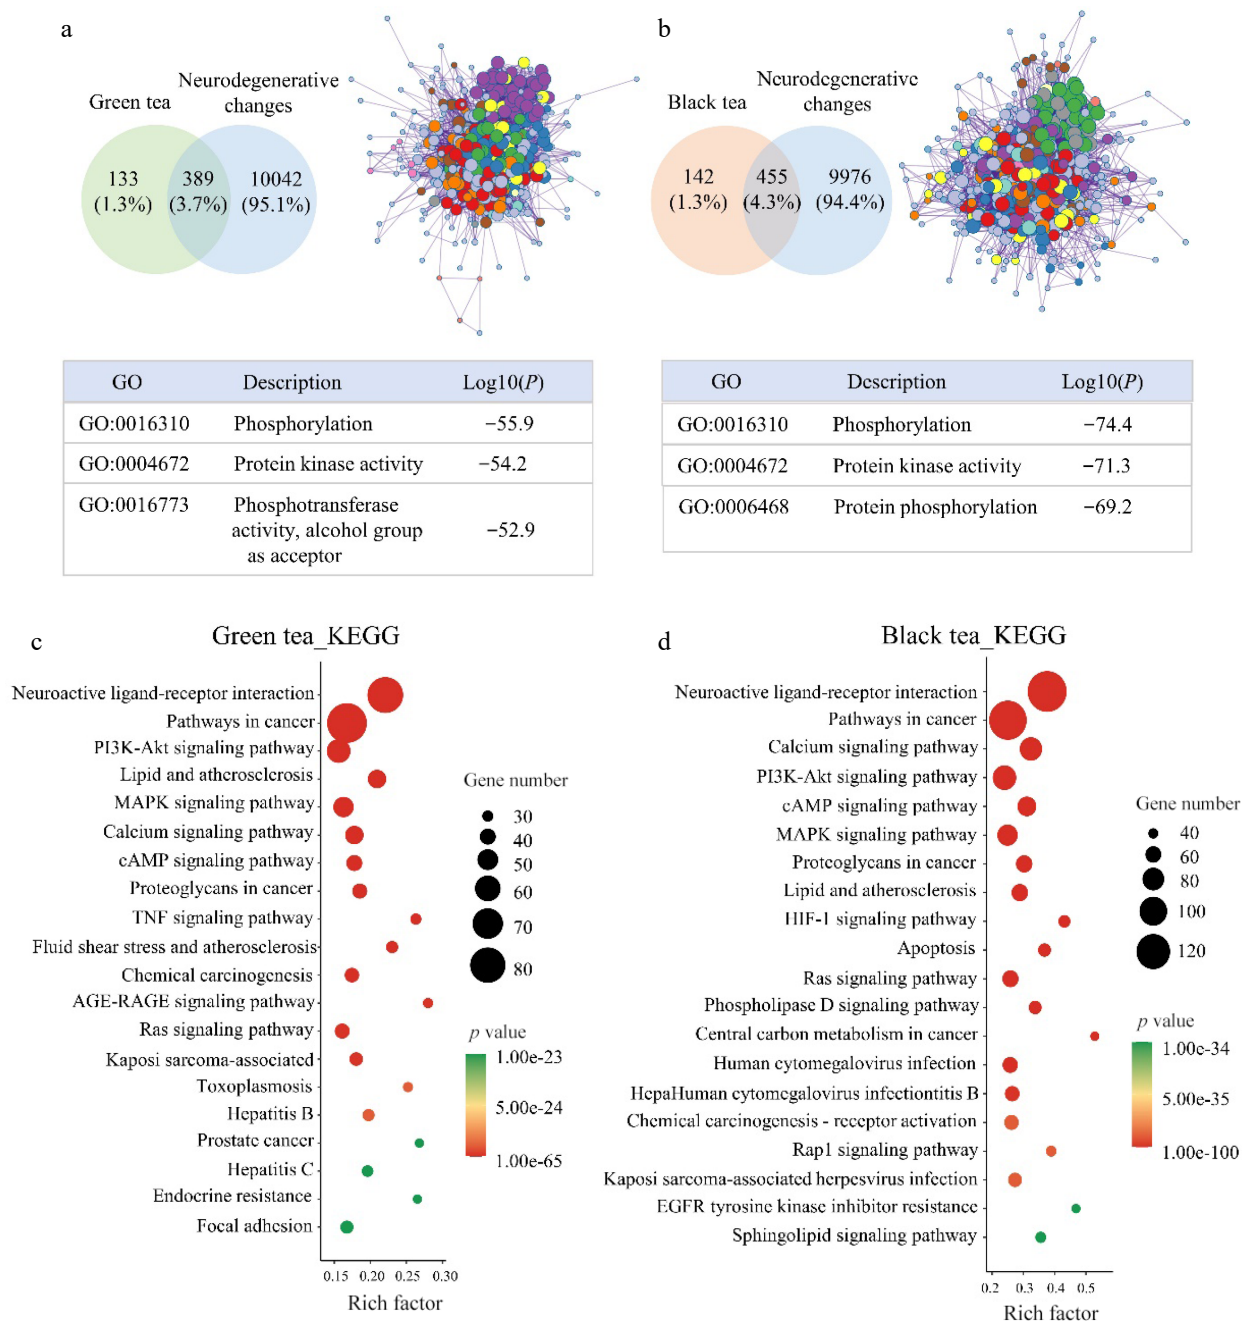 a
Green tea
Neurodegenerative
changes
133
(1.3%)
389
(3.7%)
10042
(95.1%)
b
Black tea
Neurodegenerative
changes
142
(1.3%)
455
(4.3%)
9976
(94.4%)
GO Description Log10(P)
GO:0016310 Phosphorylation −55.9
GO:0004672 Protein kinase activity −54.2
GO:0016773 Phosphotransferase
activity, alcohol group
as acceptor
−52.9
GO Description Log10(P)
GO:0016310 Phosphorylation −74.4
GO:0004672 Protein kinase activity −71.3
GO:0006468 Protein phosphorylation −69.2
c
Green tea_KEGG
Neuroactive ligand-receptor interaction
Pathways in cancer
PI3K-Akt signaling pathway
Lipid and atherosclerosis
MAPK signaling pathway
Calcium signaling pathway
cAMP signaling pathway
Proteoglycans in cancer
TNF signaling pathway
Fluid shear stress and atherosclerosis
Chemical carcinogenesis
AGE-RAGE signaling pathway
Ras signaling pathway
Kaposi sarcoma-associated
Toxoplasmosis
Hepatitis B
Prostate cancer
Hepatitis C
Endocrine resistance
Focal adhesion
0.15 0.20 0.25 0.30
Rich factor
Gene number
30
40
50
60
70
80
p value
1.00e-23
5.00e-24
1.00e-65
d
Black tea_KEGG
Neuroactive ligand-receptor interaction
Pathways in cancer
Calcium signaling pathway
PI3K-Akt signaling pathway
cAMP signaling pathway
MAPK signaling pathway
Proteoglycans in cancer
Lipid and atherosclerosis
HIF-1 signaling pathway
Apoptosis
Ras signaling pathway
Phospholipase D signaling pathway
Central carbon metabolism in cancer
Human cytomegalovirus infection
HepaHuman cytomegalovirus infectiontitis B
Chemical carcinogenesis - receptor activation
Rap1 signaling pathway
Kaposi sarcoma-associated herpesvirus infection
EGFR tyrosine kinase inhibitor resistance
Sphingolipid signaling pathway
0.2 0.3 0.4 0.5
Rich factor
Gene number
40
60
80
100
120
p value
1.00e-34
5.00e-35
1.00e-100